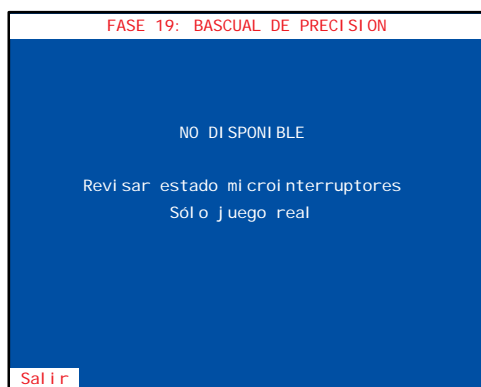 FASE 19: BASCUAL DE PRECISION
NO DISPONIBLE
Revisar estado microinterruptores
Sólo juego real
Salir